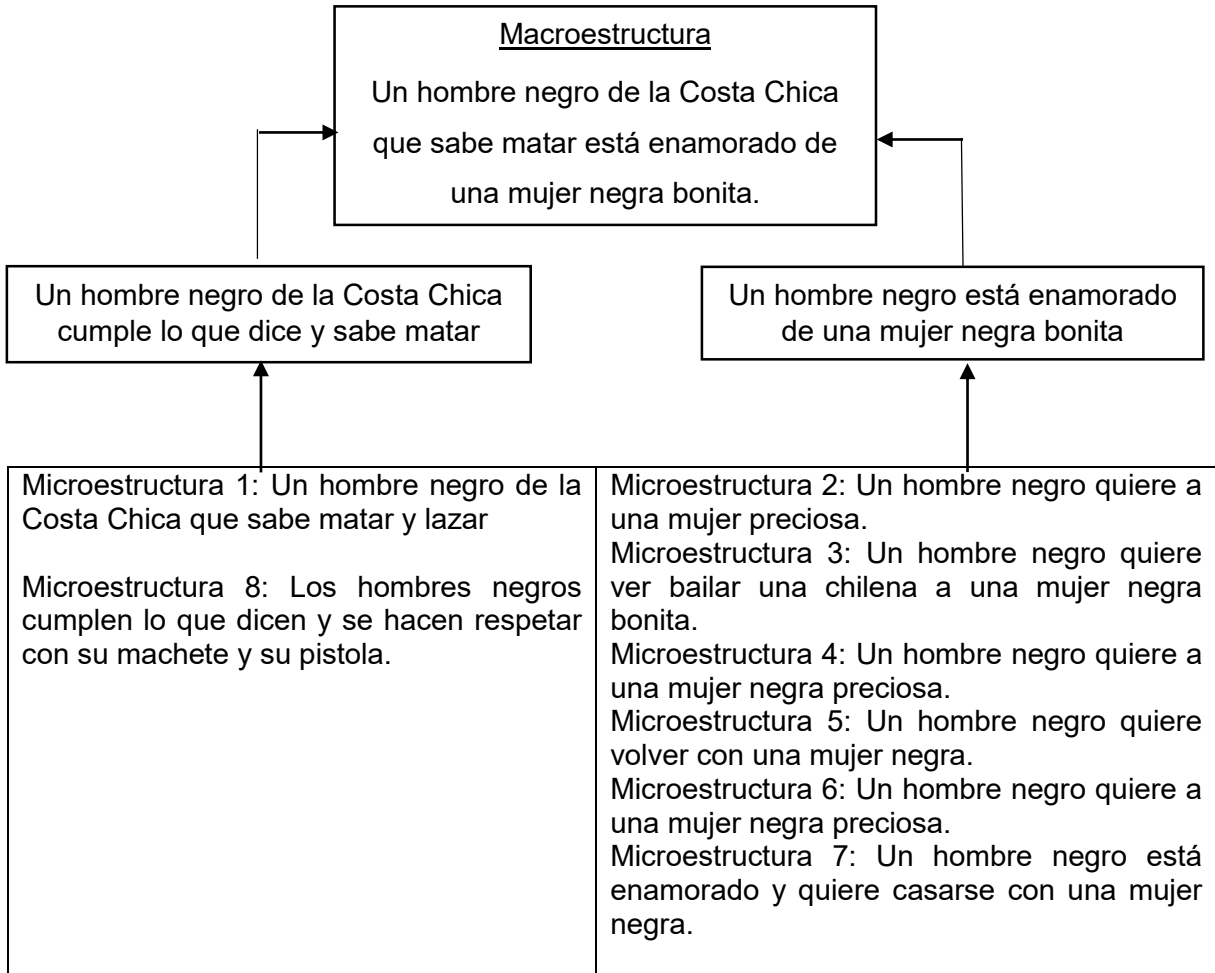 Macroestructura
Un hombre negro de la Costa Chica
que sabe matar está enamorado de
una mujer negra bonita.
Un hombre negro de la Costa Chica
cumple lo que dice y sabe matar
Un hombre negro está enamorado
de una mujer negra bonita
Microestructura 1: Un hombre negro de la
Costa Chica que sabe matar y lazar
Microestructura 8: Los hombres negros
cumplen lo que dicen y se hacen respetar
con su machete y su pistola.
Microestructura 2: Un hombre negro quiere a
una mujer preciosa.
Microestructura 3: Un hombre negro quiere
ver bailar una chilena a una mujer negra
bonita.
Microestructura 4: Un hombre negro quiere a
una mujer negra preciosa.
Microestructura 5: Un hombre negro quiere
volver con una mujer negra.
Microestructura 6: Un hombre negro quiere a
una mujer negra preciosa.
Microestructura 7: Un hombre negro está
enamorado y quiere casarse con una mujer
negra.